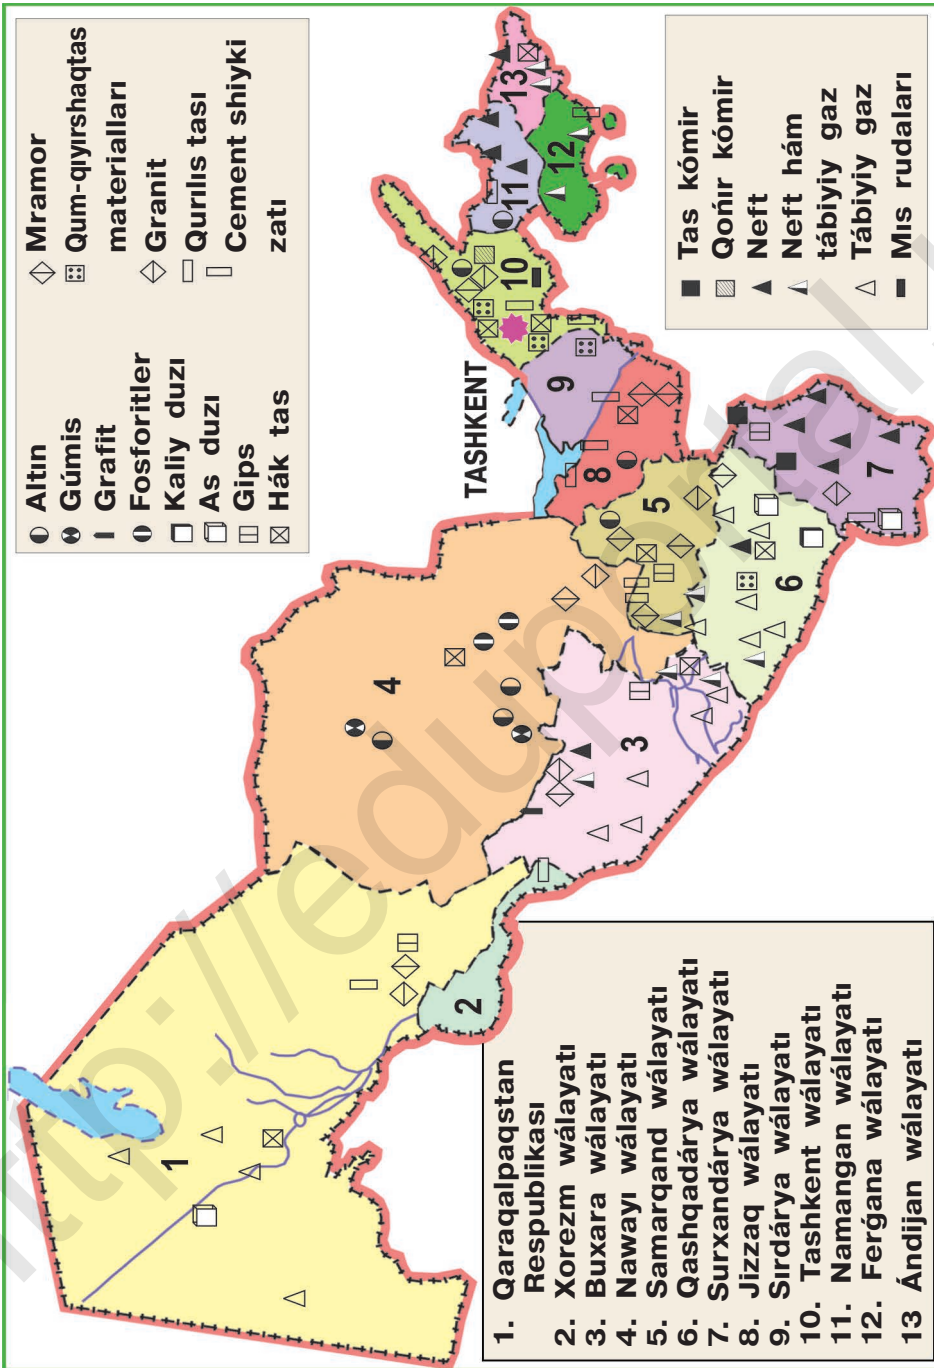 Altın
Gúmis
Grafit
Fosforitler
Kaliy duzı
As duzı
Gips
Hák tas
Mramor
Qum-qıyırshaqtas
materialları
Granit
Qurılıs tası
Cement shiyki
zatı
TASHKENT
1
2
3
4
5
6
7
8
9
10
11
12
13
1. Qaraqalpaqstan
Respublikası
2. Xorezm wálayatı
3. Buxara wálayatı
4. Nawayı wálayatı
5. Samarqand wálayatı
6. Qashqadárya wálayatı
7. Surxandárya wálayatı
8. Jizzaq wálayatı
9. Sırdárya wálayatı
10. Tashkent wálayatı
11. Namangan wálayatı
12. Ferǵana wálayatı
13 Ándijan wálayatı
Tas kómir
Qońır kómir
Neft
Neft hám
tábiyiy gaz
Tábiyiy gaz
Mıs rudaları
http://eduportal